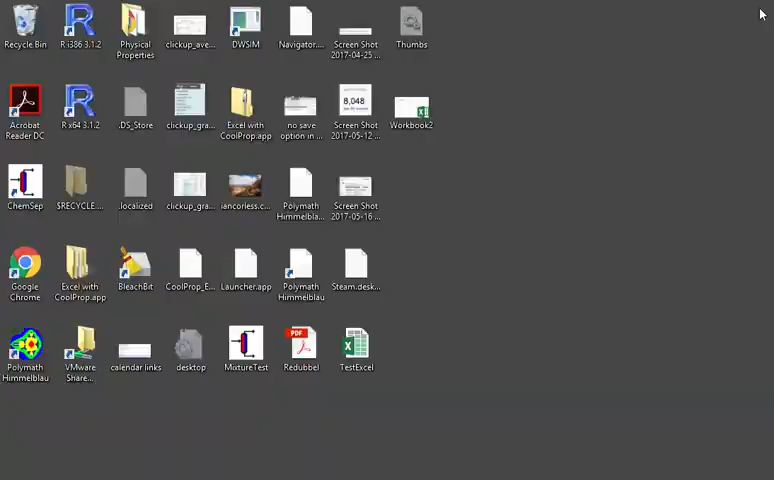 Recycle Bin
R i386 3.1.2
Physical Properties
clickup_ave...
DWSIM
Navigator....
Screen Shot 2017-04-25 ...
Thumbs
Acrobat Reader DC
R x64 3.1.2
.DS_Store
clickup_gra...
Excel with CoolProp.app
no save option in ...
8,048
Screen Shot 2017-05-12 ...
Workbook2
ChemSep
$RECYCLE....
.localized
clickup_gra...
iancorless.c...
Polymath Himmelbla...
Screen Shot 2017-05-16 ...
Google Chrome
Excel with CoolProp.app
BleachBit
CoolProp_E...
Launcher.app
Polymath Himmelblau
Steam.desk...
Polymath Himmelblau
VMware Share...
calendar links
desktop
MixtureTest
PDF
Redubbel
TestExcel